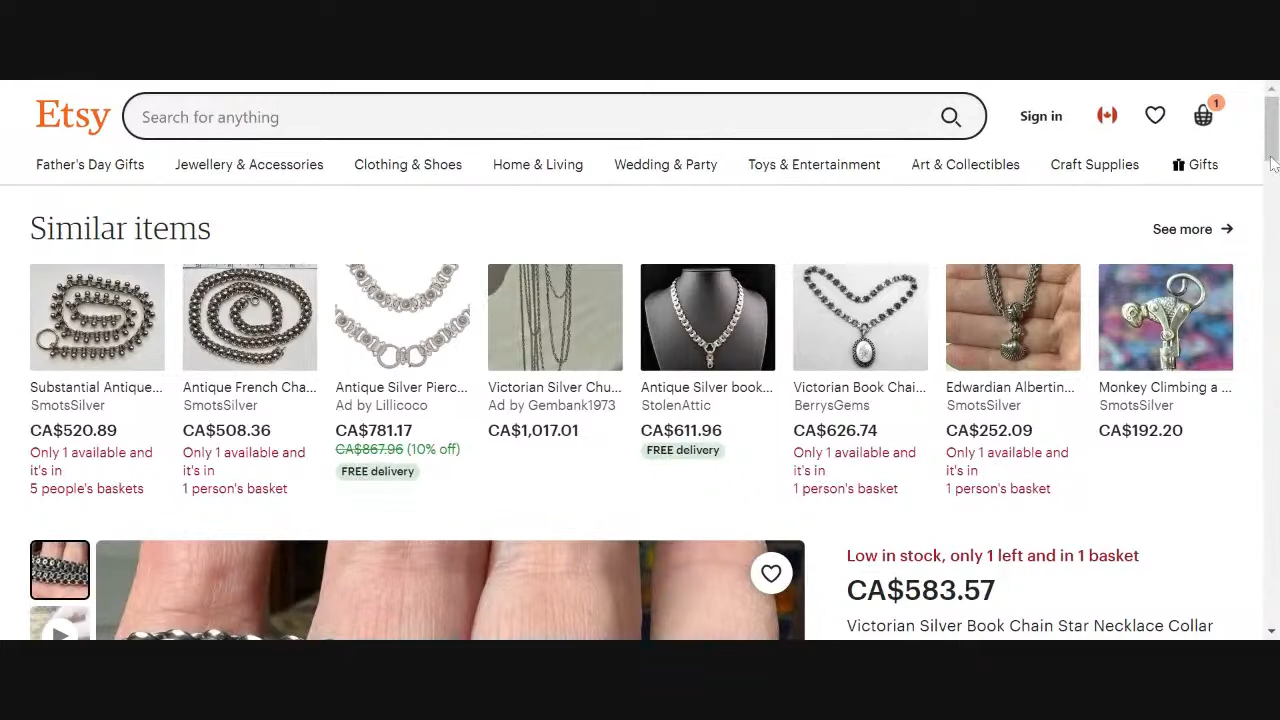 Etsy
Search for anything
Sign in
1
Father's Day Gifts
Jewellery & Accessories
Clothing & Shoes
Home & Living
Wedding & Party
Toys & Entertainment
Art & Collectibles
Craft Supplies
Gifts
Similar items
See more
Substantial Antique...
SmotsSilver
CA$520.89
Only 1 available and
it's in
5 people's baskets
Antique French Cha...
SmotsSilver
CA$508.36
Only 1 available and
it's in
1 person's basket
Antique Silver Pierc...
Ad by Lillicoco
CA$781.17
CA$867.96 (10% off)
FREE delivery
Victorian Silver Chu...
Ad by Gembank1973
CA$1,017.01
Antique Silver book...
StolenAttic
CA$611.96
FREE delivery
Victorian Book Chai...
BerrysGems
CA$626.74
Only 1 available and
it's in
1 person's basket
Edwardian Albertin...
SmotsSilver
CA$252.09
Only 1 available and
it's in
1 person's basket
Monkey Climbing a ...
SmotsSilver
CA$192.20
Low in stock, only 1 left and in 1 basket
CA$583.57
Victorian Silver Book Chain Star Necklace Collar